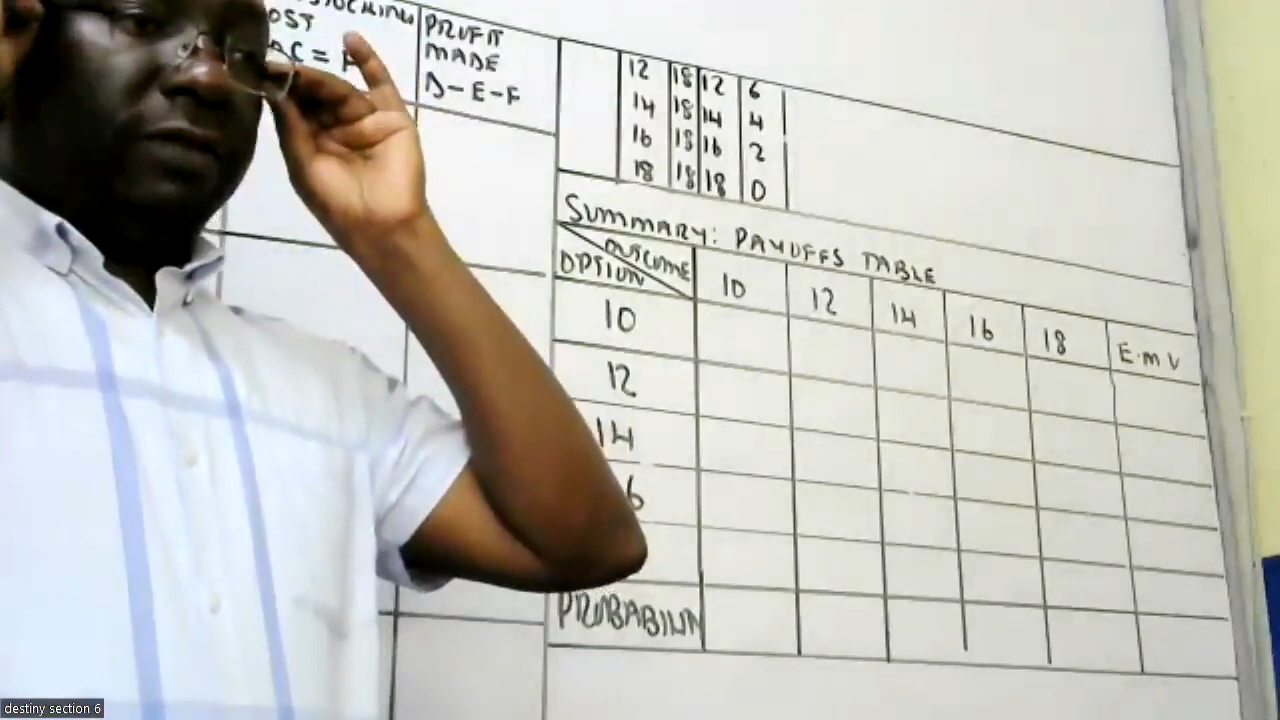 OST
PROFIT
MADE
D-E-F
12 18 12 6
14 18 14 4
16 18 16 2
18 18 18 0
SUMMARY: PAYOFFS TABLE
OUTCOME
OPTION 10 12 14 16 18 E.M.V
10
12
14
6
destiny section 6